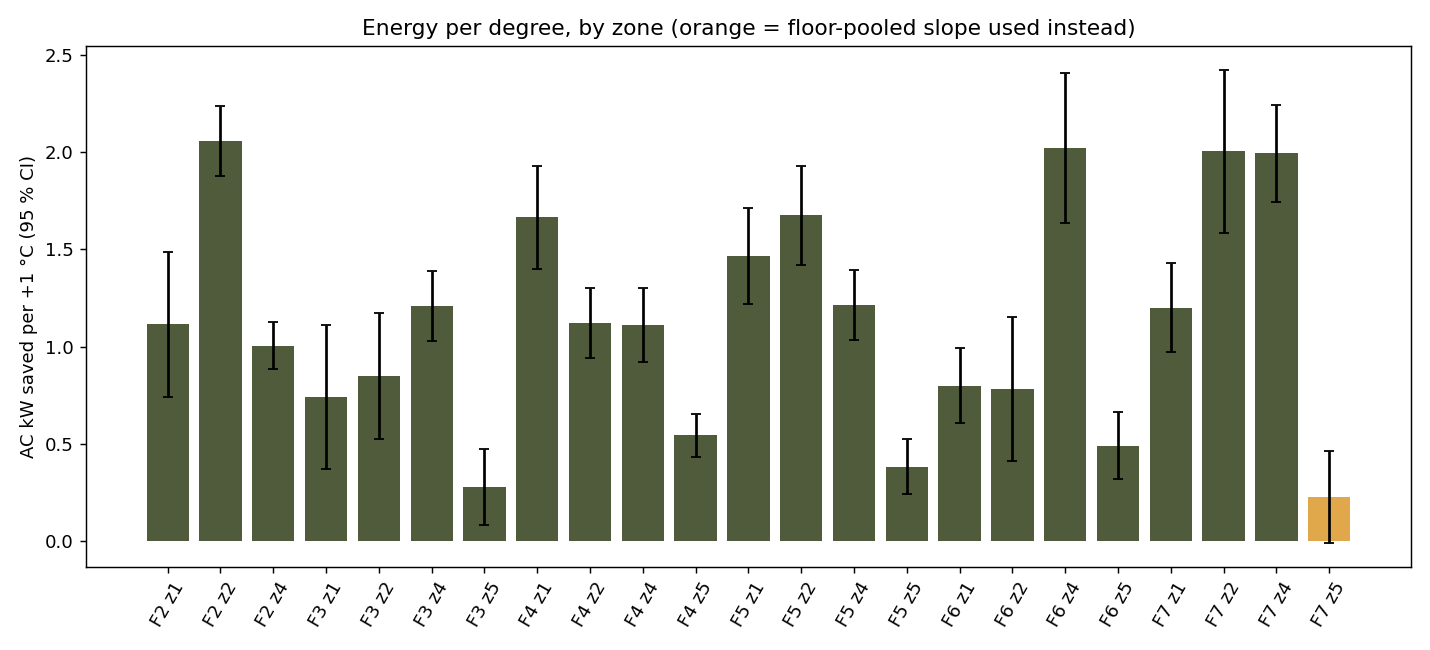 Energy per degree, by zone (orange = floor-pooled slope used instead)
AC kW saved per +1 °C (95 % CI)
2.5
2.0
1.5
1.0
0.5
0.0
F2 z1
F2 z2
F2 z4
F3 z1
F3 z2
F3 z4
F3 z5
F4 z1
F4 z2
F4 z4
F4 z5
F5 z1
F5 z2
F5 z4
F5 z5
F6 z1
F6 z2
F6 z4
F6 z5
F7 z1
F7 z2
F7 z4
F7 z5